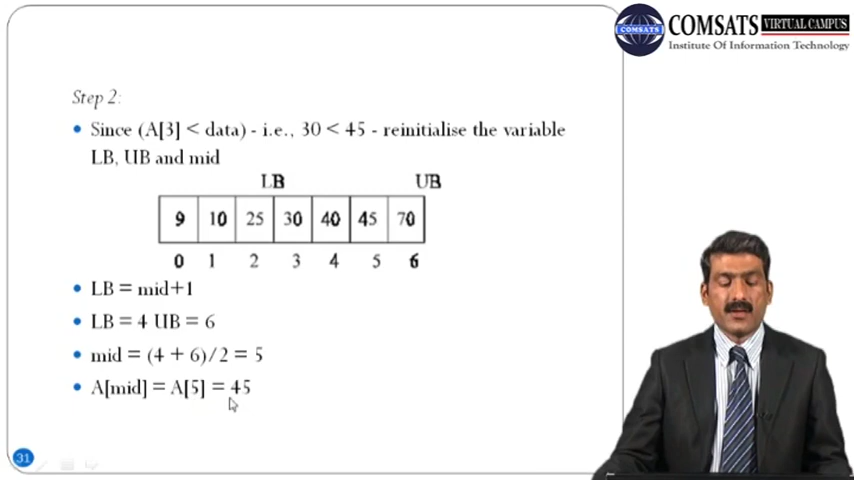 COMSATS VIRTUAL CAMPUS
COMSATS
Institute Of Information Technology
Step 2:
• Since (A[3] < data) - i.e., 30 < 45 - reinitialise the variable
LB, UB and mid
LB UB
9 10 25 30 40 45 70
0 1 2 3 4 5 6
• LB = mid+1
• LB = 4 UB = 6
• mid = (4 + 6)/2 = 5
• A[mid] = A[5] = 45
31